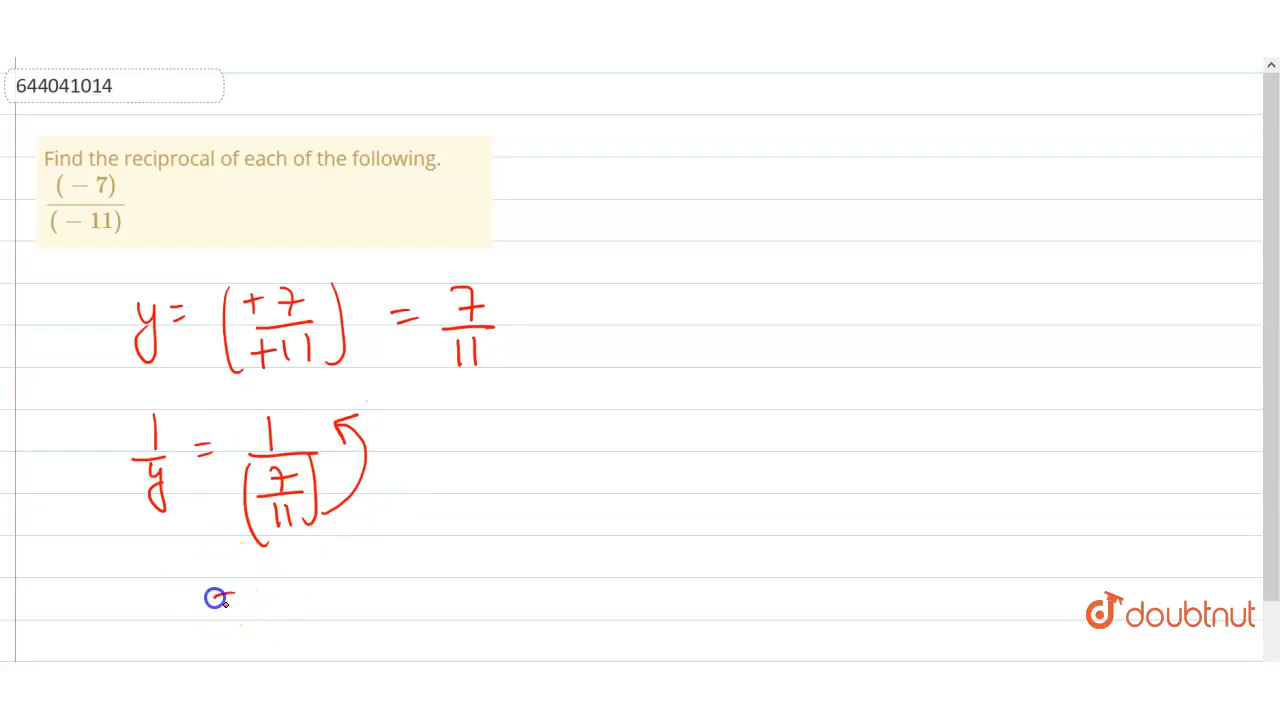 644041014
Find the reciprocal of each of the following.
(-7)/(-11)
y = (+7/+11) = 7/11
1/y = 1/(7/11)
doubtnut